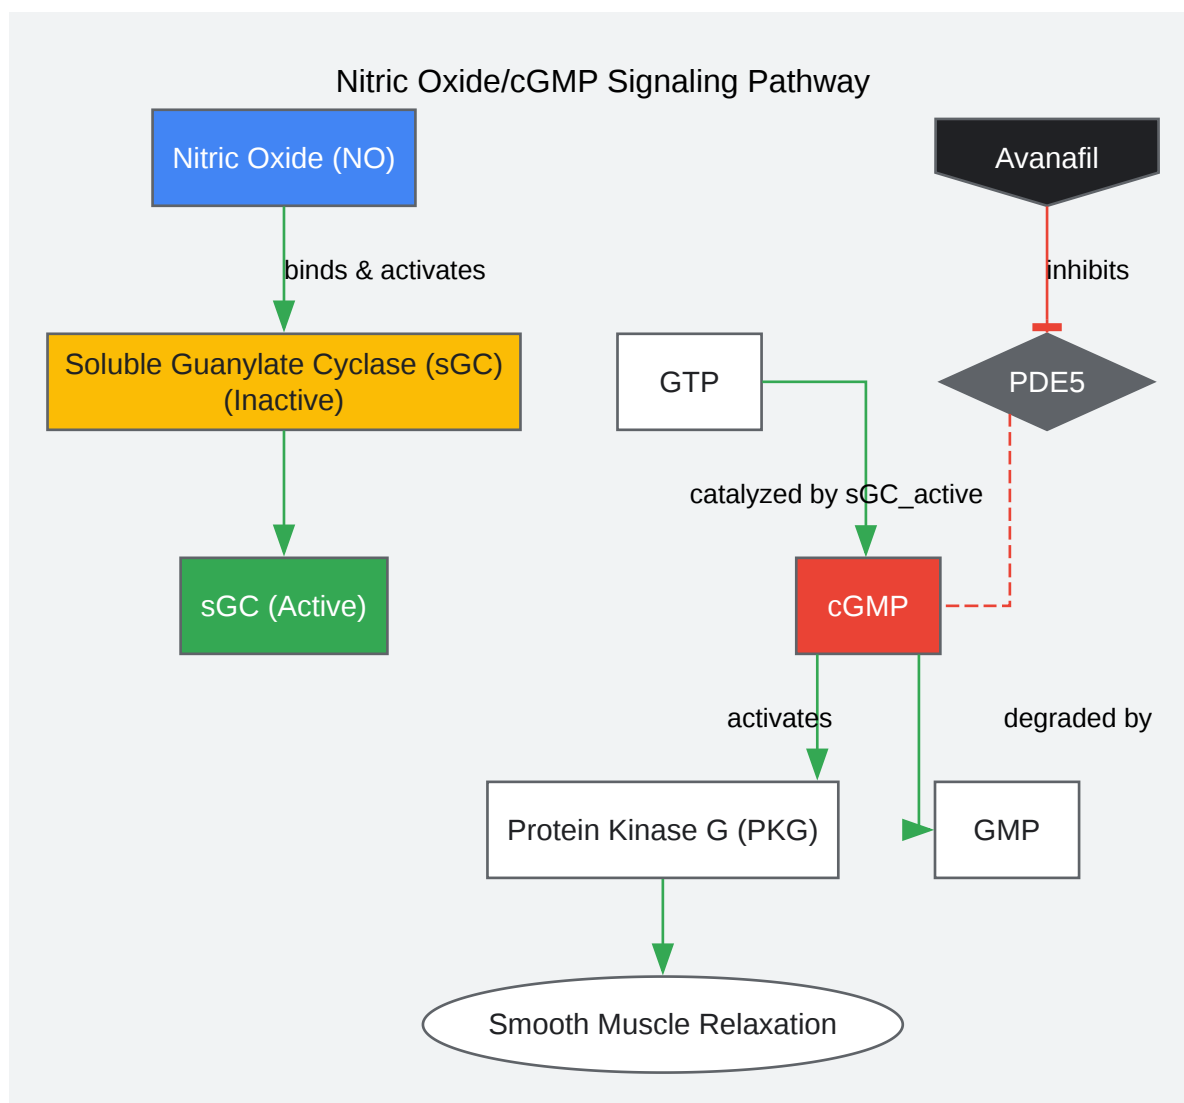 Nitric Oxide/cGMP Signaling Pathway
Nitric Oxide (NO)
Avanafil
binds & activates
inhibits
Soluble Guanylate Cyclase (sGC)
(Inactive)
GTP
PDE5
catalyzed by sGC_active
sGC (Active)
cGMP
activates
degraded by
Protein Kinase G (PKG)
GMP
Smooth Muscle Relaxation